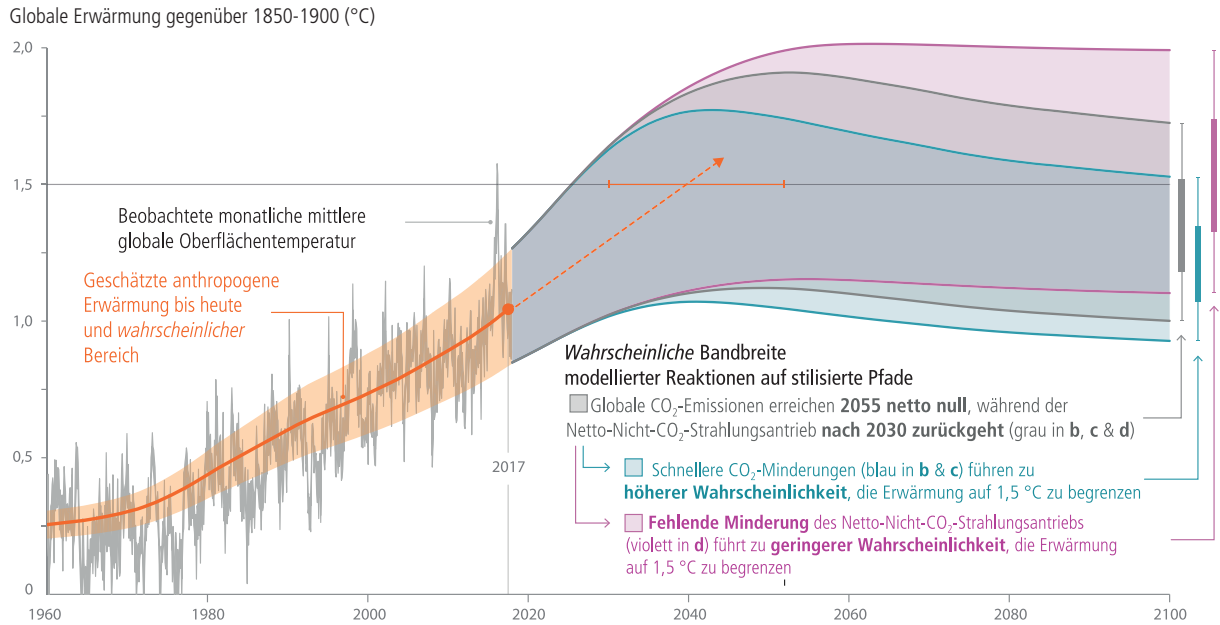 Globale Erwärmung gegenüber 1850-1900 (°C)
2,0
1,5
Beobachtete monatliche mittlere
globale Oberflächentemperatur
Geschätzte anthropogene
Erwärmung bis heute
und wahrscheinlicher
Bereich
1,0
Wahrscheinliche Bandbreite
modellierter Reaktionen auf stilisierte Pfade
Globale CO₂-Emissionen erreichen 2055 netto null, während der
Netto-Nicht-CO₂-Strahlungsantrieb nach 2030 zurückgeht (grau in b, c & d)
0,5
2017
Schnellere CO₂-Minderungen (blau in b & c) führen zu
höherer Wahrscheinlichkeit, die Erwärmung auf 1,5 °C zu begrenzen
Fehlende Minderung des Netto-Nicht-CO₂-Strahlungsantriebs
(violett in d) führt zu geringerer Wahrscheinlichkeit, die Erwärmung
auf 1,5 °C zu begrenzen
0
1960 1980 2000 2020 2040 2060 2080 2100